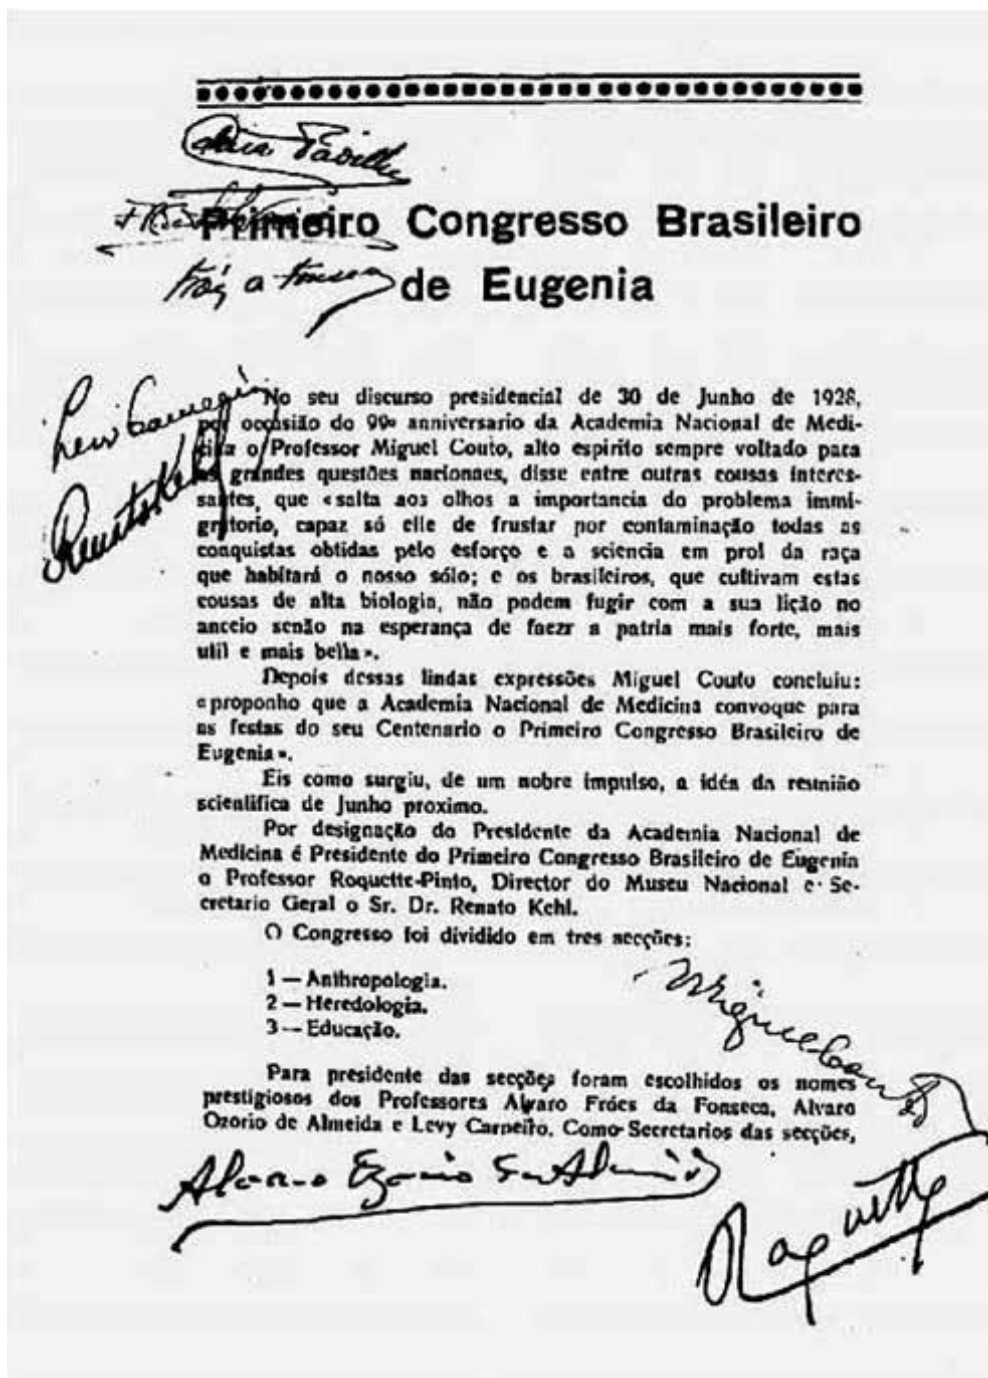 Primeiro Congresso Brasileiro
de Eugenia
Renato Kehl
No seu discurso presidencial de 30 de Junho de 1928,
occasião do 99º anniversario da Academia Nacional de Medi-
o Professor Miguel Couto, alto espirito sempre voltado para
grandes questões nacionaes, disse entre outras cousas interes-
santes, que «salta aos olhos a importancia do problema immi-
gratorio, capaz só elle de frustar por contaminação todas as
conquistas obtidas pelo esforço e a sciencia em prol da raça
que habitará o nosso sólo; e os brasileiros, que cultivam estas
cousas de alta biologia, não podem fugir com a sua lição no
anceio senão na esperança de faezr a patria mais forte, mais
util e mais bella».
Depois dessas lindas expressões Miguel Couto concluiu:
«proponho que a Academia Nacional de Medicina convoque para
as festas do seu Centenario o Primeiro Congresso Brasileiro de
Eugenia».
Eis como surgiu, de um nobre impulso, a idéa da reunião
scientifica de Junho proximo.
Por designação do Presidente da Academia Nacional de
Medicina é Presidente do Primeiro Congresso Brasileiro de Eugenia
o Professor Roquette-Pinto, Director do Museu Nacional e Se-
cretario Geral o Sr. Dr. Renato Kehl.
O Congresso foi dividido em tres secções:
1 — Anthropologia.
2 — Heredologia.
3 — Educação.
Miguel Couto
Para presidente das secções foram escolhidos os nomes
prestigiosos dos Professores Alvaro Fróes da Fonseca, Alvaro
Ozorio de Almeida e Levy Carneiro. Como Secretarios das secções,
Alvaro Ozorio de Almeida
Roquette